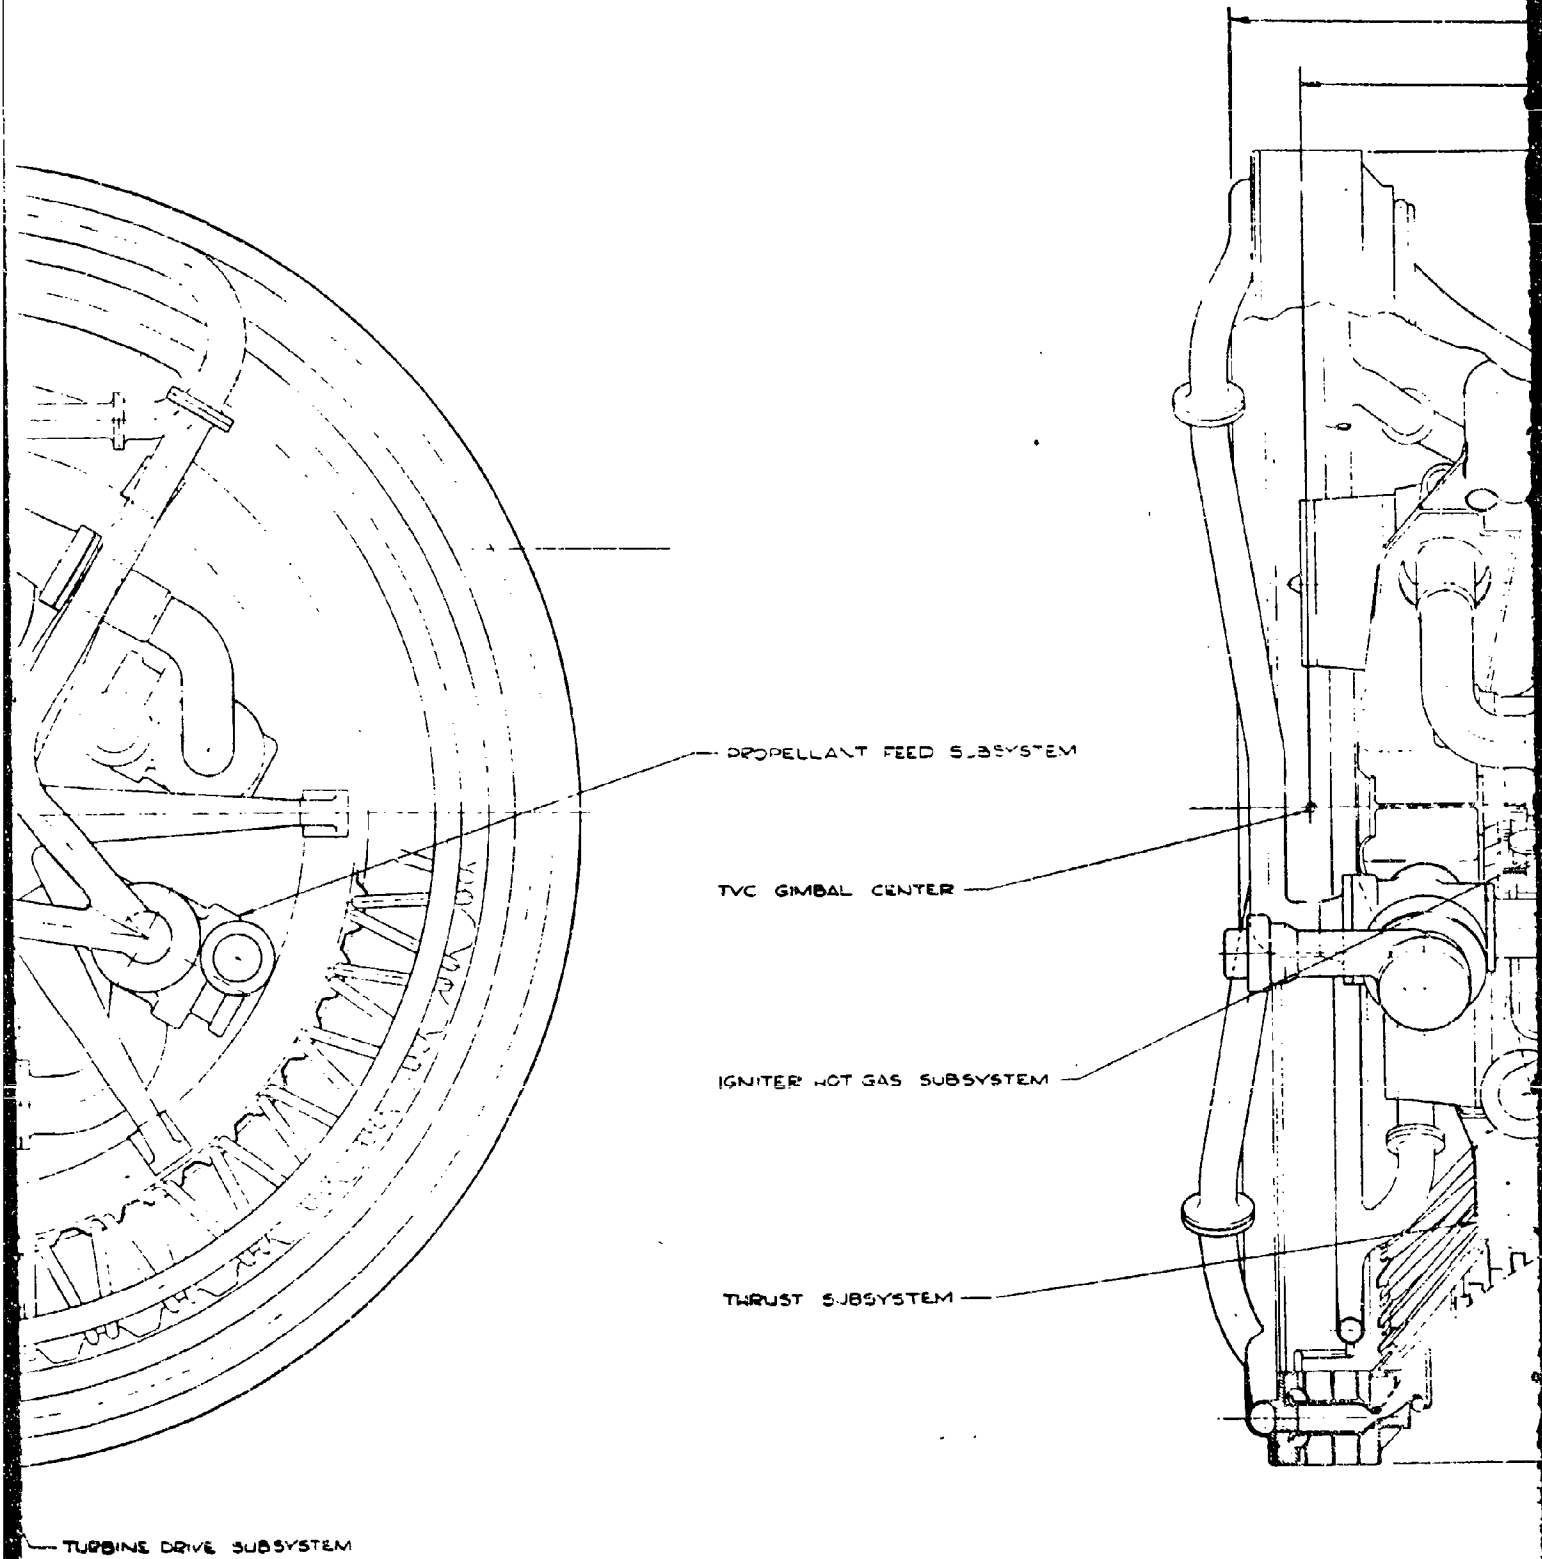 PROPELLANT FEED SUBSYSTEM
TVC GIMBAL CENTER
IGNITER HOT GAS SUBSYSTEM
THRUST SUBSYSTEM
TURBINE DRIVE SUBSYSTEM